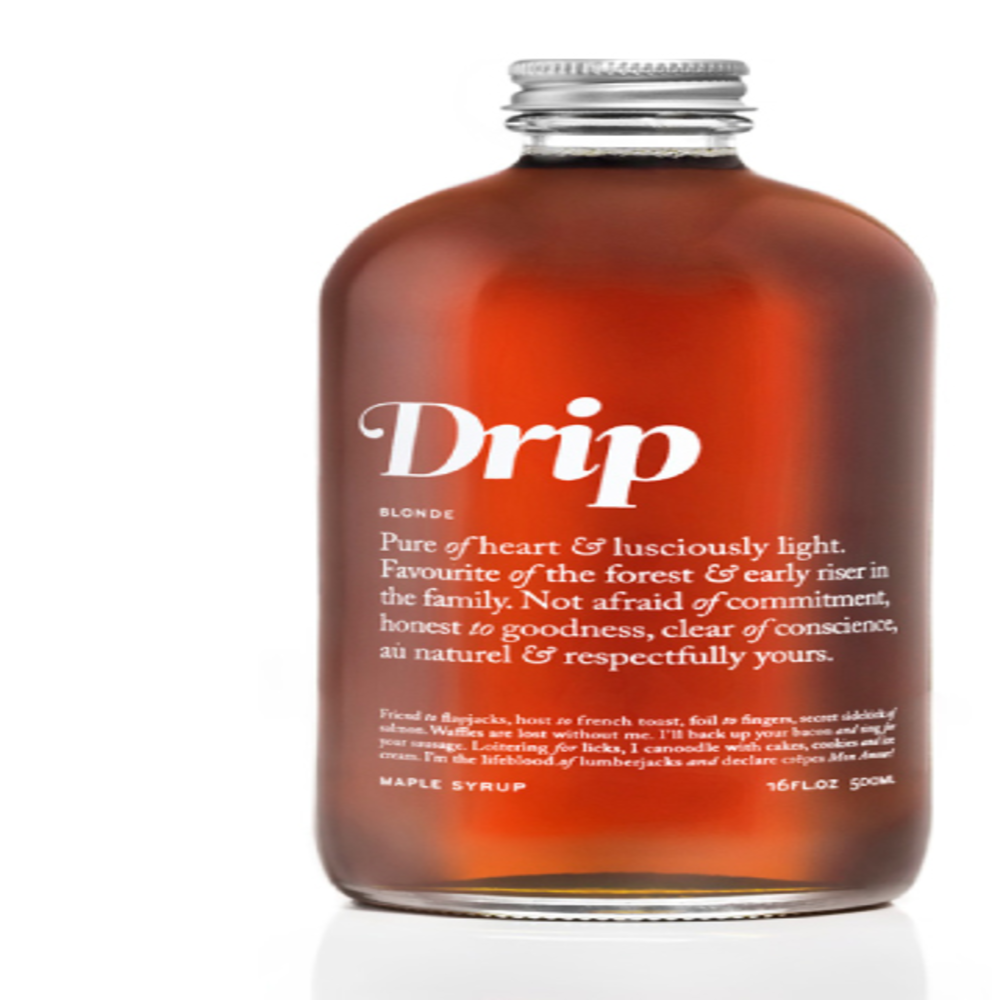 Drip
BLONDE
Pure of heart & lusciously light.
Favourite of the forest & early riser in
the family. Not afraid of commitment,
honest to goodness, clear of conscience,
aü naturel & respectfully yours.
Friend to flapjacks, host to french toast, foil to fingers, secret sidekick of
salmon. Waffles are lost without me. I'll back up your bacon and sing for
your sausage. Loitering for licks, I canoodle with cakes, cookies and ice
cream. I'm the lifeblood of lumberjacks and declare crêpes Mon Amour!
MAPLE SYRUP 16FL.OZ 500ML